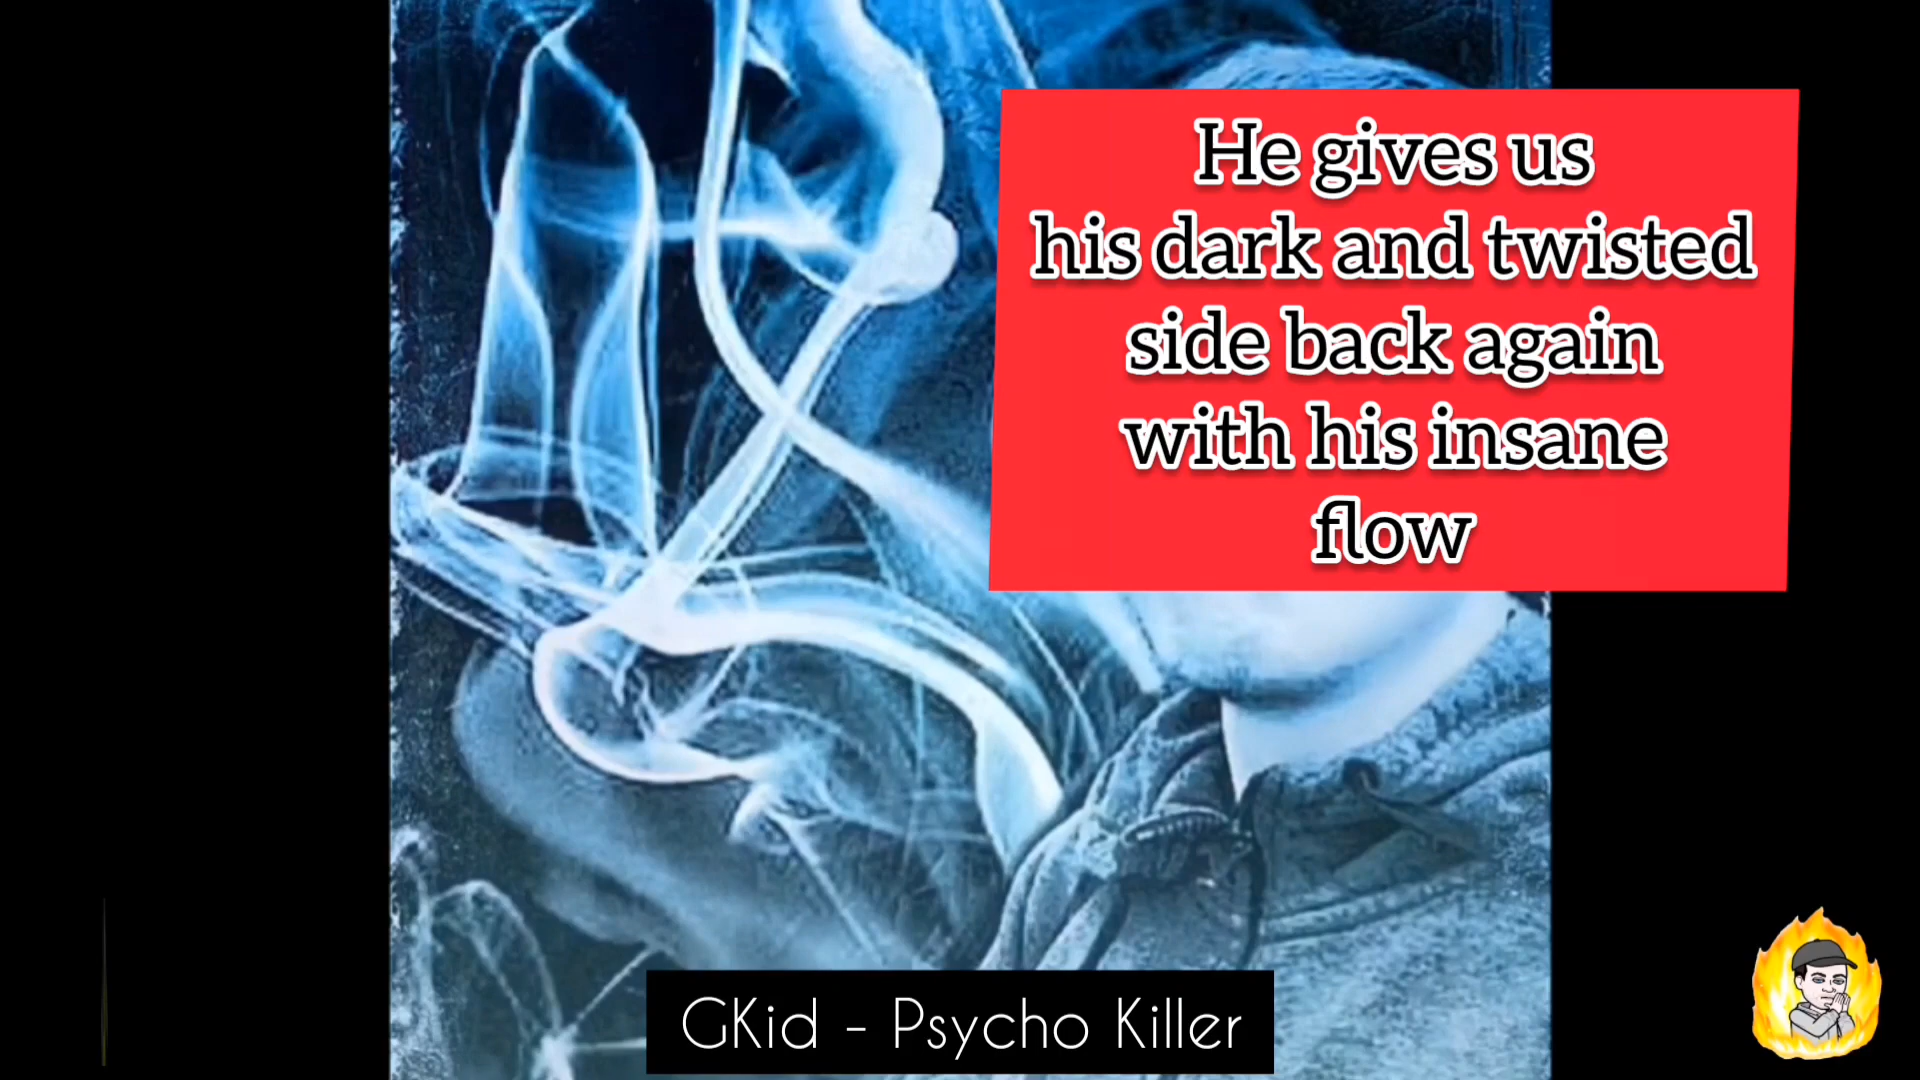 He gives us
his dark and twisted
side back again
with his insane
flow
GKid - Psycho Killer